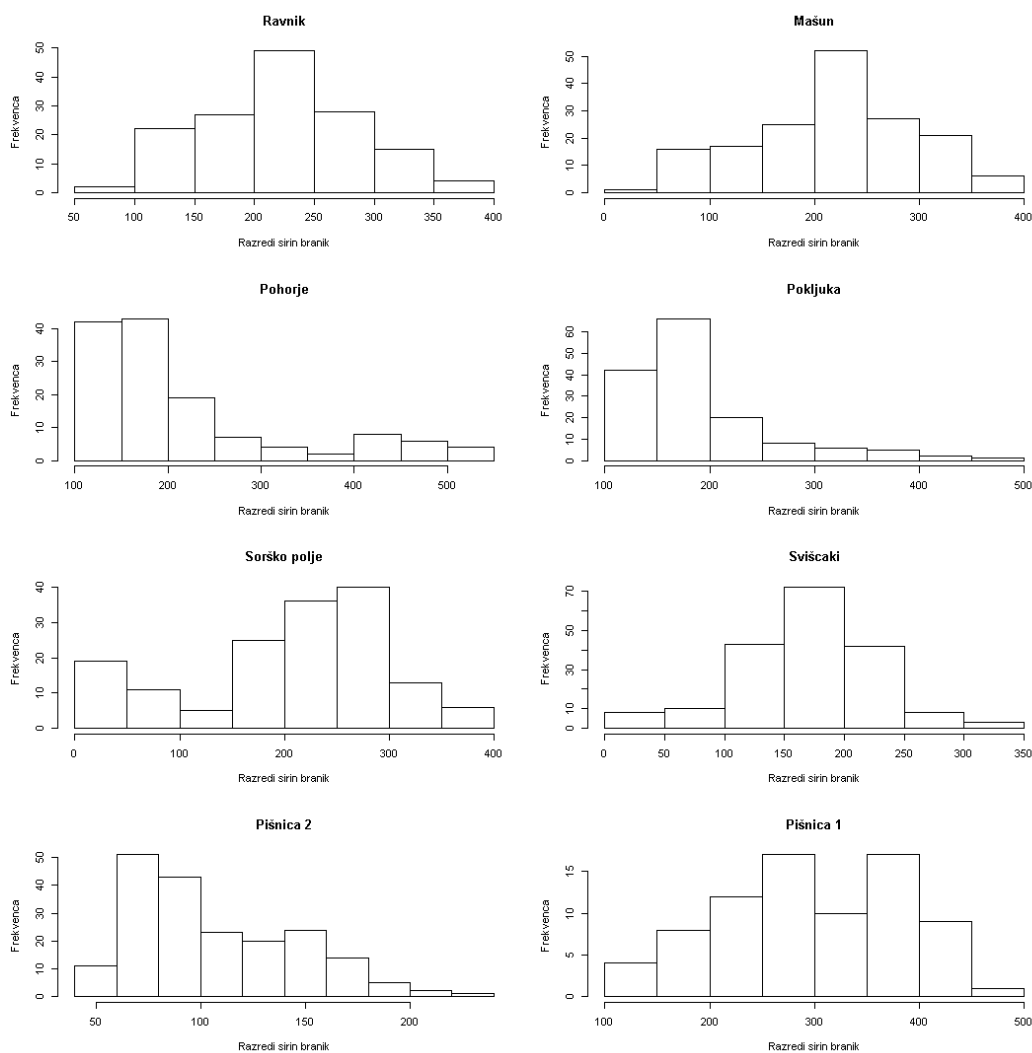 Ravnik
Frekvenca
0 10 20 30 40 50
50 100 150 200 250 300 350 400
Razredi sirin branik
Mašun
Frekvenca
0 10 20 30 40 50
0 100 200 300 400
Razredi sirin branik
Pohorje
Frekvenca
0 10 20 30 40
100 200 300 400 500
Razredi sirin branik
Pokljuka
Frekvenca
0 10 20 30 40 50 60
100 200 300 400 500
Razredi sirin branik
Sorško polje
Frekvenca
0 10 20 30 40
0 100 200 300 400
Razredi sirin branik
Svišcaki
Frekvenca
0 10 30 50 70
0 50 100 150 200 250 300 350
Razredi sirin branik
Pišnica 2
Frekvenca
0 10 20 30 40 50
50 100 150 200
Razredi sirin branik
Pišnica 1
Frekvenca
0 5 10 15
100 200 300 400 500
Razredi sirin branik